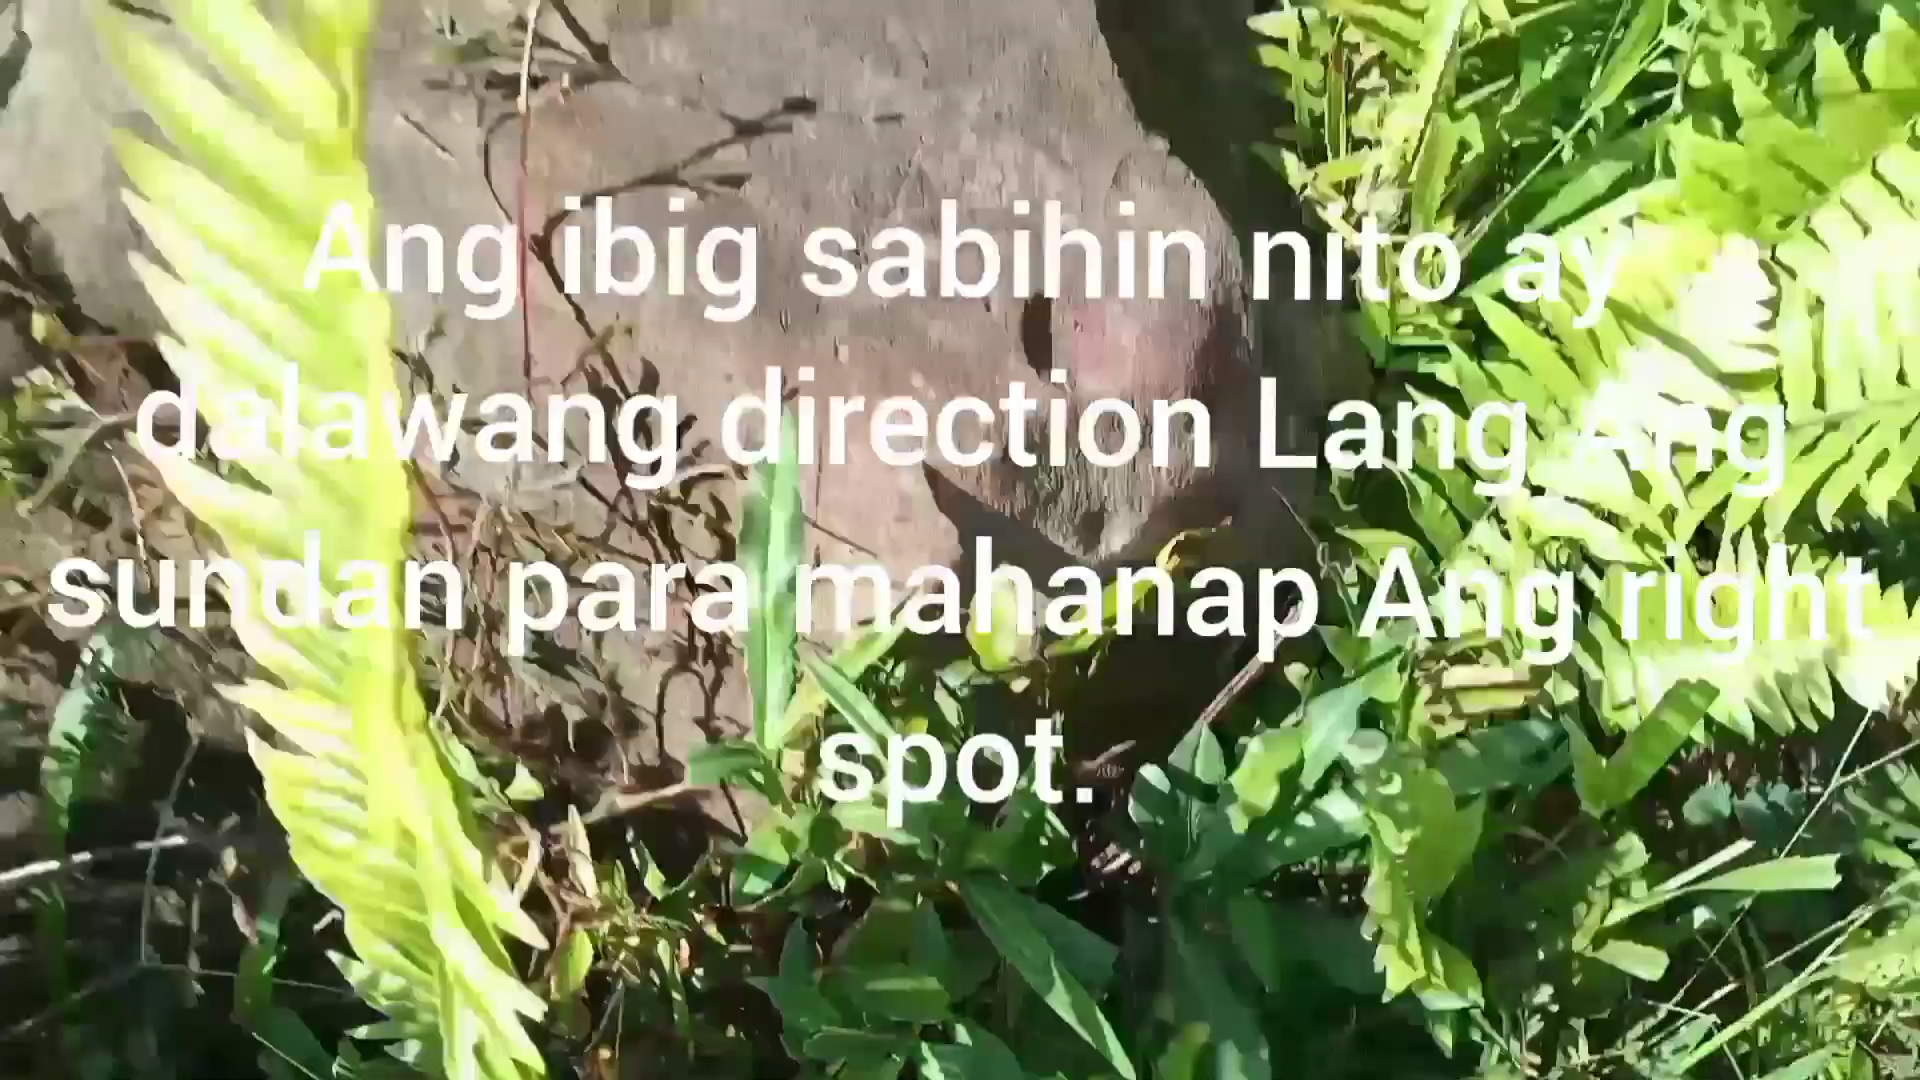 Ang ibig sabihin nito ay
dalawang direction Lang Ang
sundan para mahanap Ang right
spot.